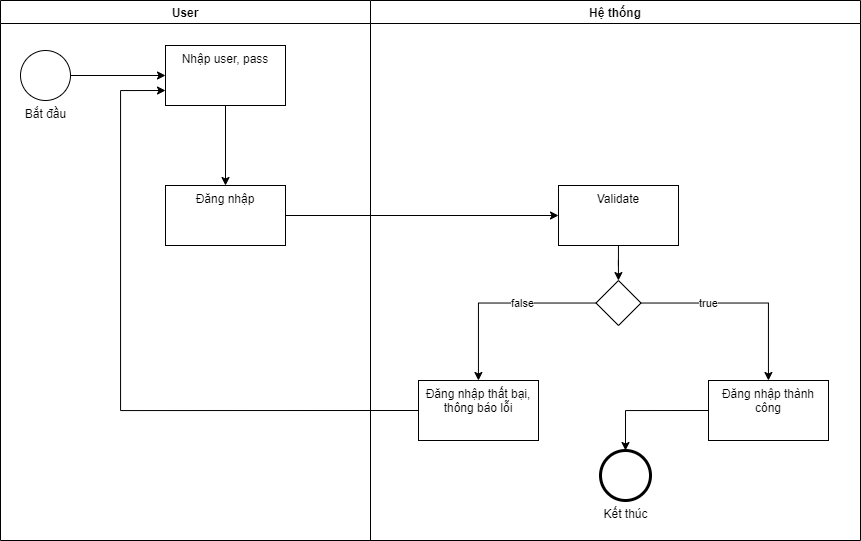 User
Hệ thống
Nhập user, pass
Bắt đầu
Đăng nhập
Validate
false
true
Đăng nhập thất bại,
thông báo lỗi
Đăng nhập thành
công
Kết thúc